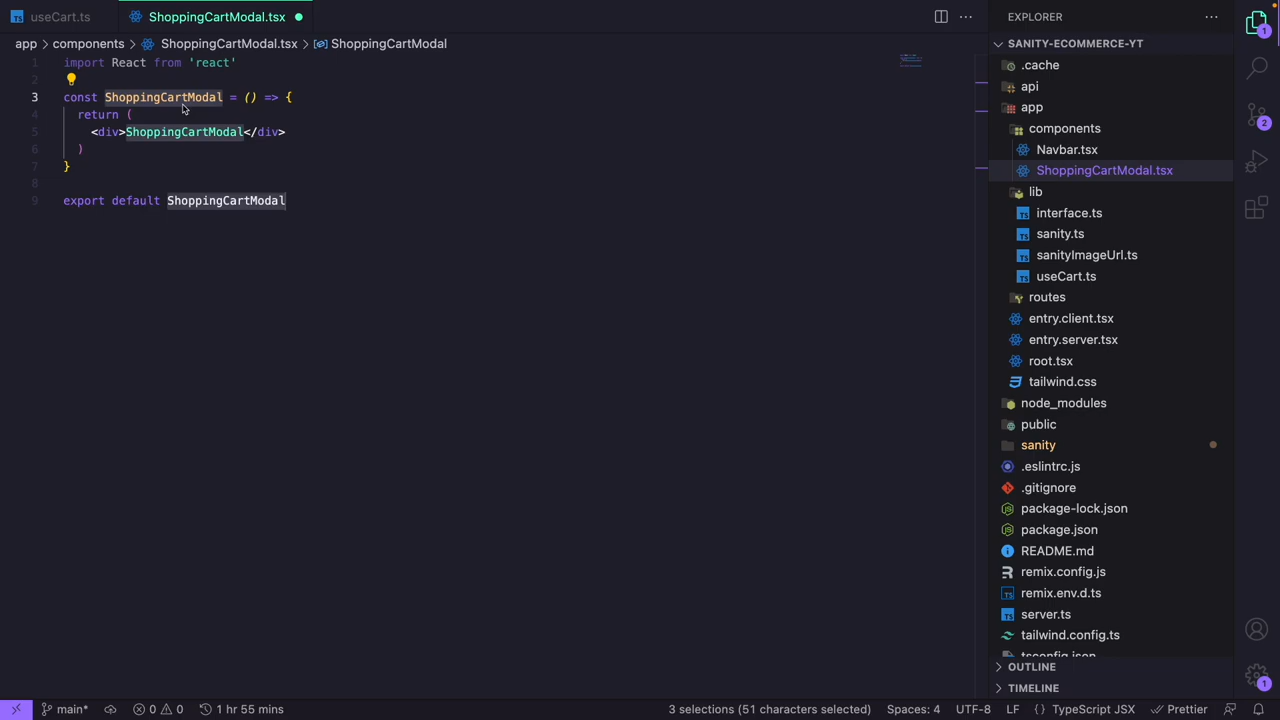 useCart.ts
ShoppingCartModal.tsx
EXPLORER
app > components > ShoppingCartModal.tsx > ShoppingCartModal
1 import React from 'react'
2
3 const ShoppingCartModal = () => {
4 return (
5 <div>ShoppingCartModal</div>
6 )
7 }
8
9 export default ShoppingCartModal
SANITY-ECOMMERCE-YT
.cache
api
app
components
Navbar.tsx
ShoppingCartModal.tsx
lib
interface.ts
sanity.ts
sanityImageUrl.ts
useCart.ts
routes
entry.client.tsx
entry.server.tsx
root.tsx
tailwind.css
node_modules
public
sanity
.eslintrc.js
.gitignore
package-lock.json
package.json
README.md
remix.config.js
remix.env.d.ts
server.ts
tailwind.config.ts
tsconfig.json
OUTLINE
TIMELINE
1
2
1
main* 0 0 1 hr 55 mins 3 selections (51 characters selected) Spaces: 4 UTF-8 LF {} TypeScript JSX Prettier